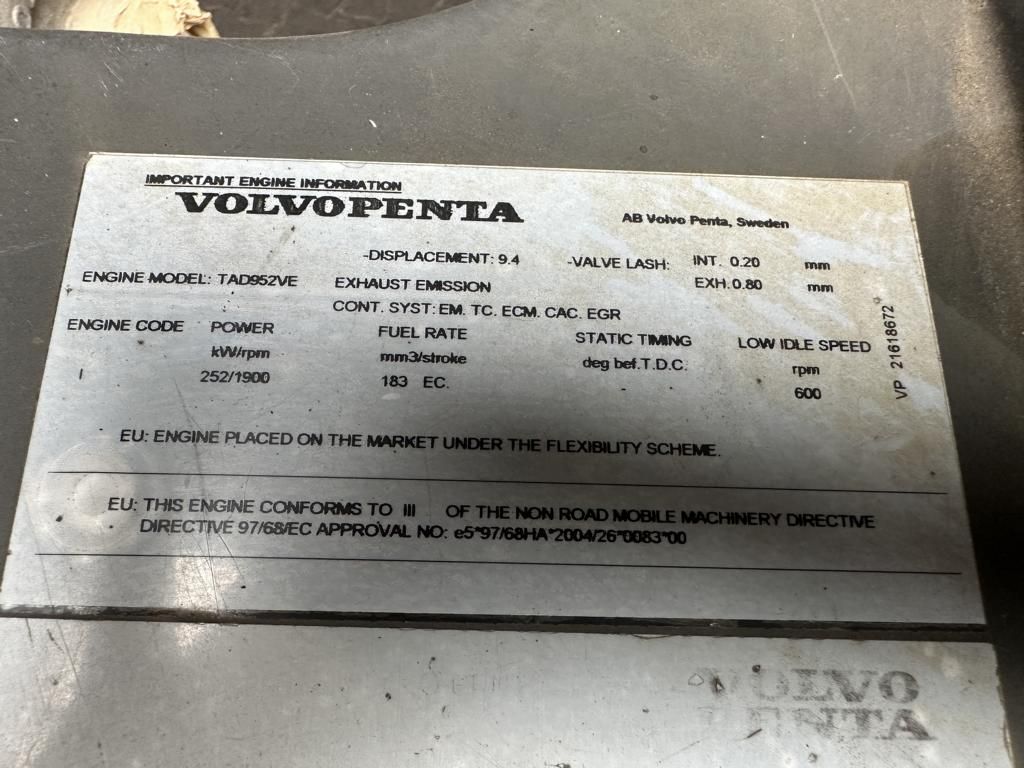 IMPORTANT ENGINE INFORMATION
VOLVO PENTA
AB Volvo Penta, Sweden
-DISPLACEMENT: 9.4 -VALVE LASH: INT. 0.20 mm
ENGINE MODEL: TAD952VE EXHAUST EMISSION EXH. 0.80 mm
CONT. SYST: EM. TC. ECM. CAC. EGR
ENGINE CODE POWER FUEL RATE STATIC TIMING LOW IDLE SPEED
kW/rpm mm3/stroke deg bef.T.D.C. rpm
I 252/1900 183 EC. 600
VP 21618672
EU: ENGINE PLACED ON THE MARKET UNDER THE FLEXIBILITY SCHEME.
EU: THIS ENGINE CONFORMS TO III OF THE NON ROAD MOBILE MACHINERY DIRECTIVE
DIRECTIVE 97/68/EC APPROVAL NO: e5*97/68HA*2004/26*0083*00
VOLVO
PENTA